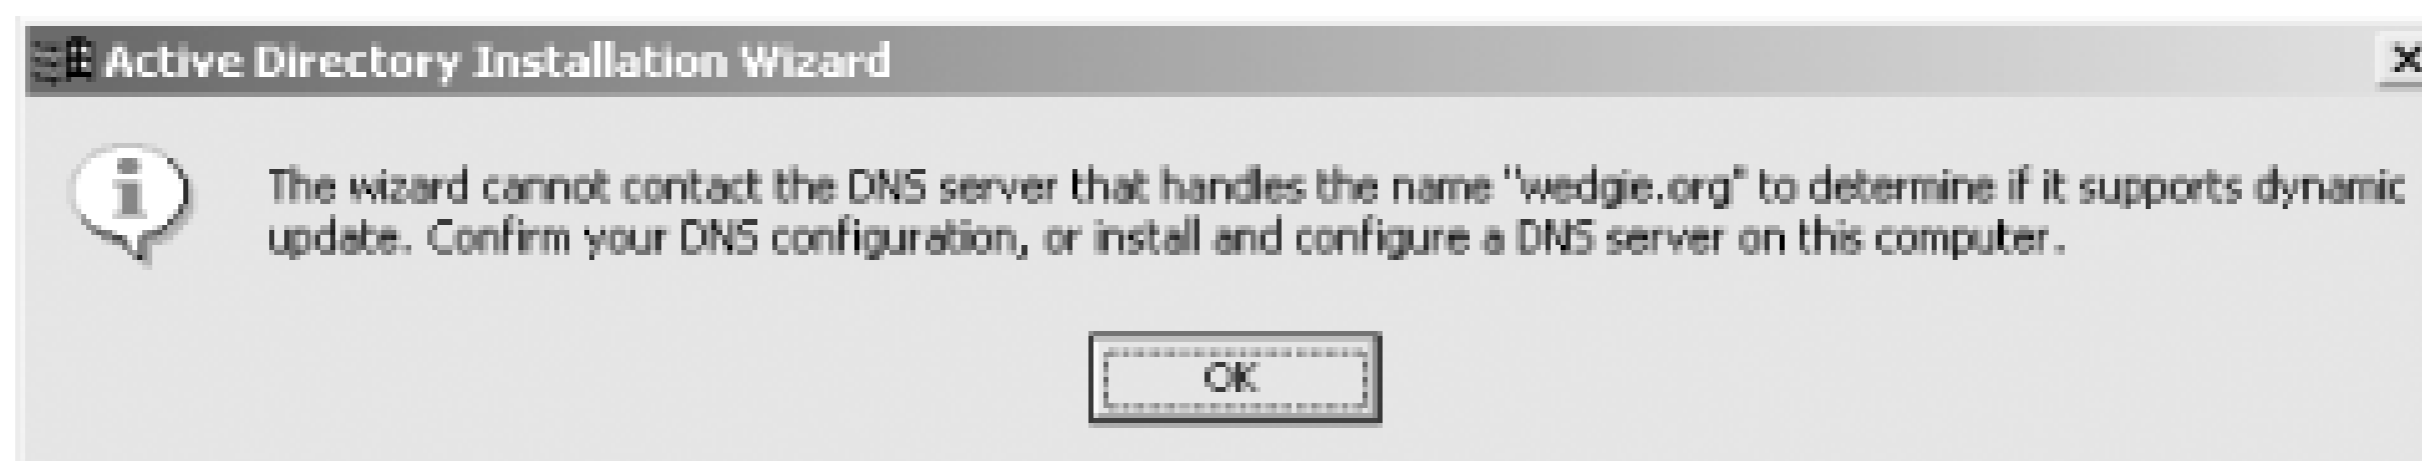 Active Directory Installation Wizard
The wizard cannot contact the DNS server that handles the name "wedgie.org" to determine if it supports dynamic
update. Confirm your DNS configuration, or install and configure a DNS server on this computer.
OK